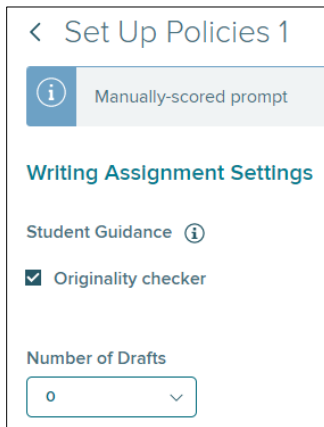 Set Up Policies 1
Manually-scored prompt
Writing Assignment Settings
Student Guidance
Originality checker
Number of Drafts
0